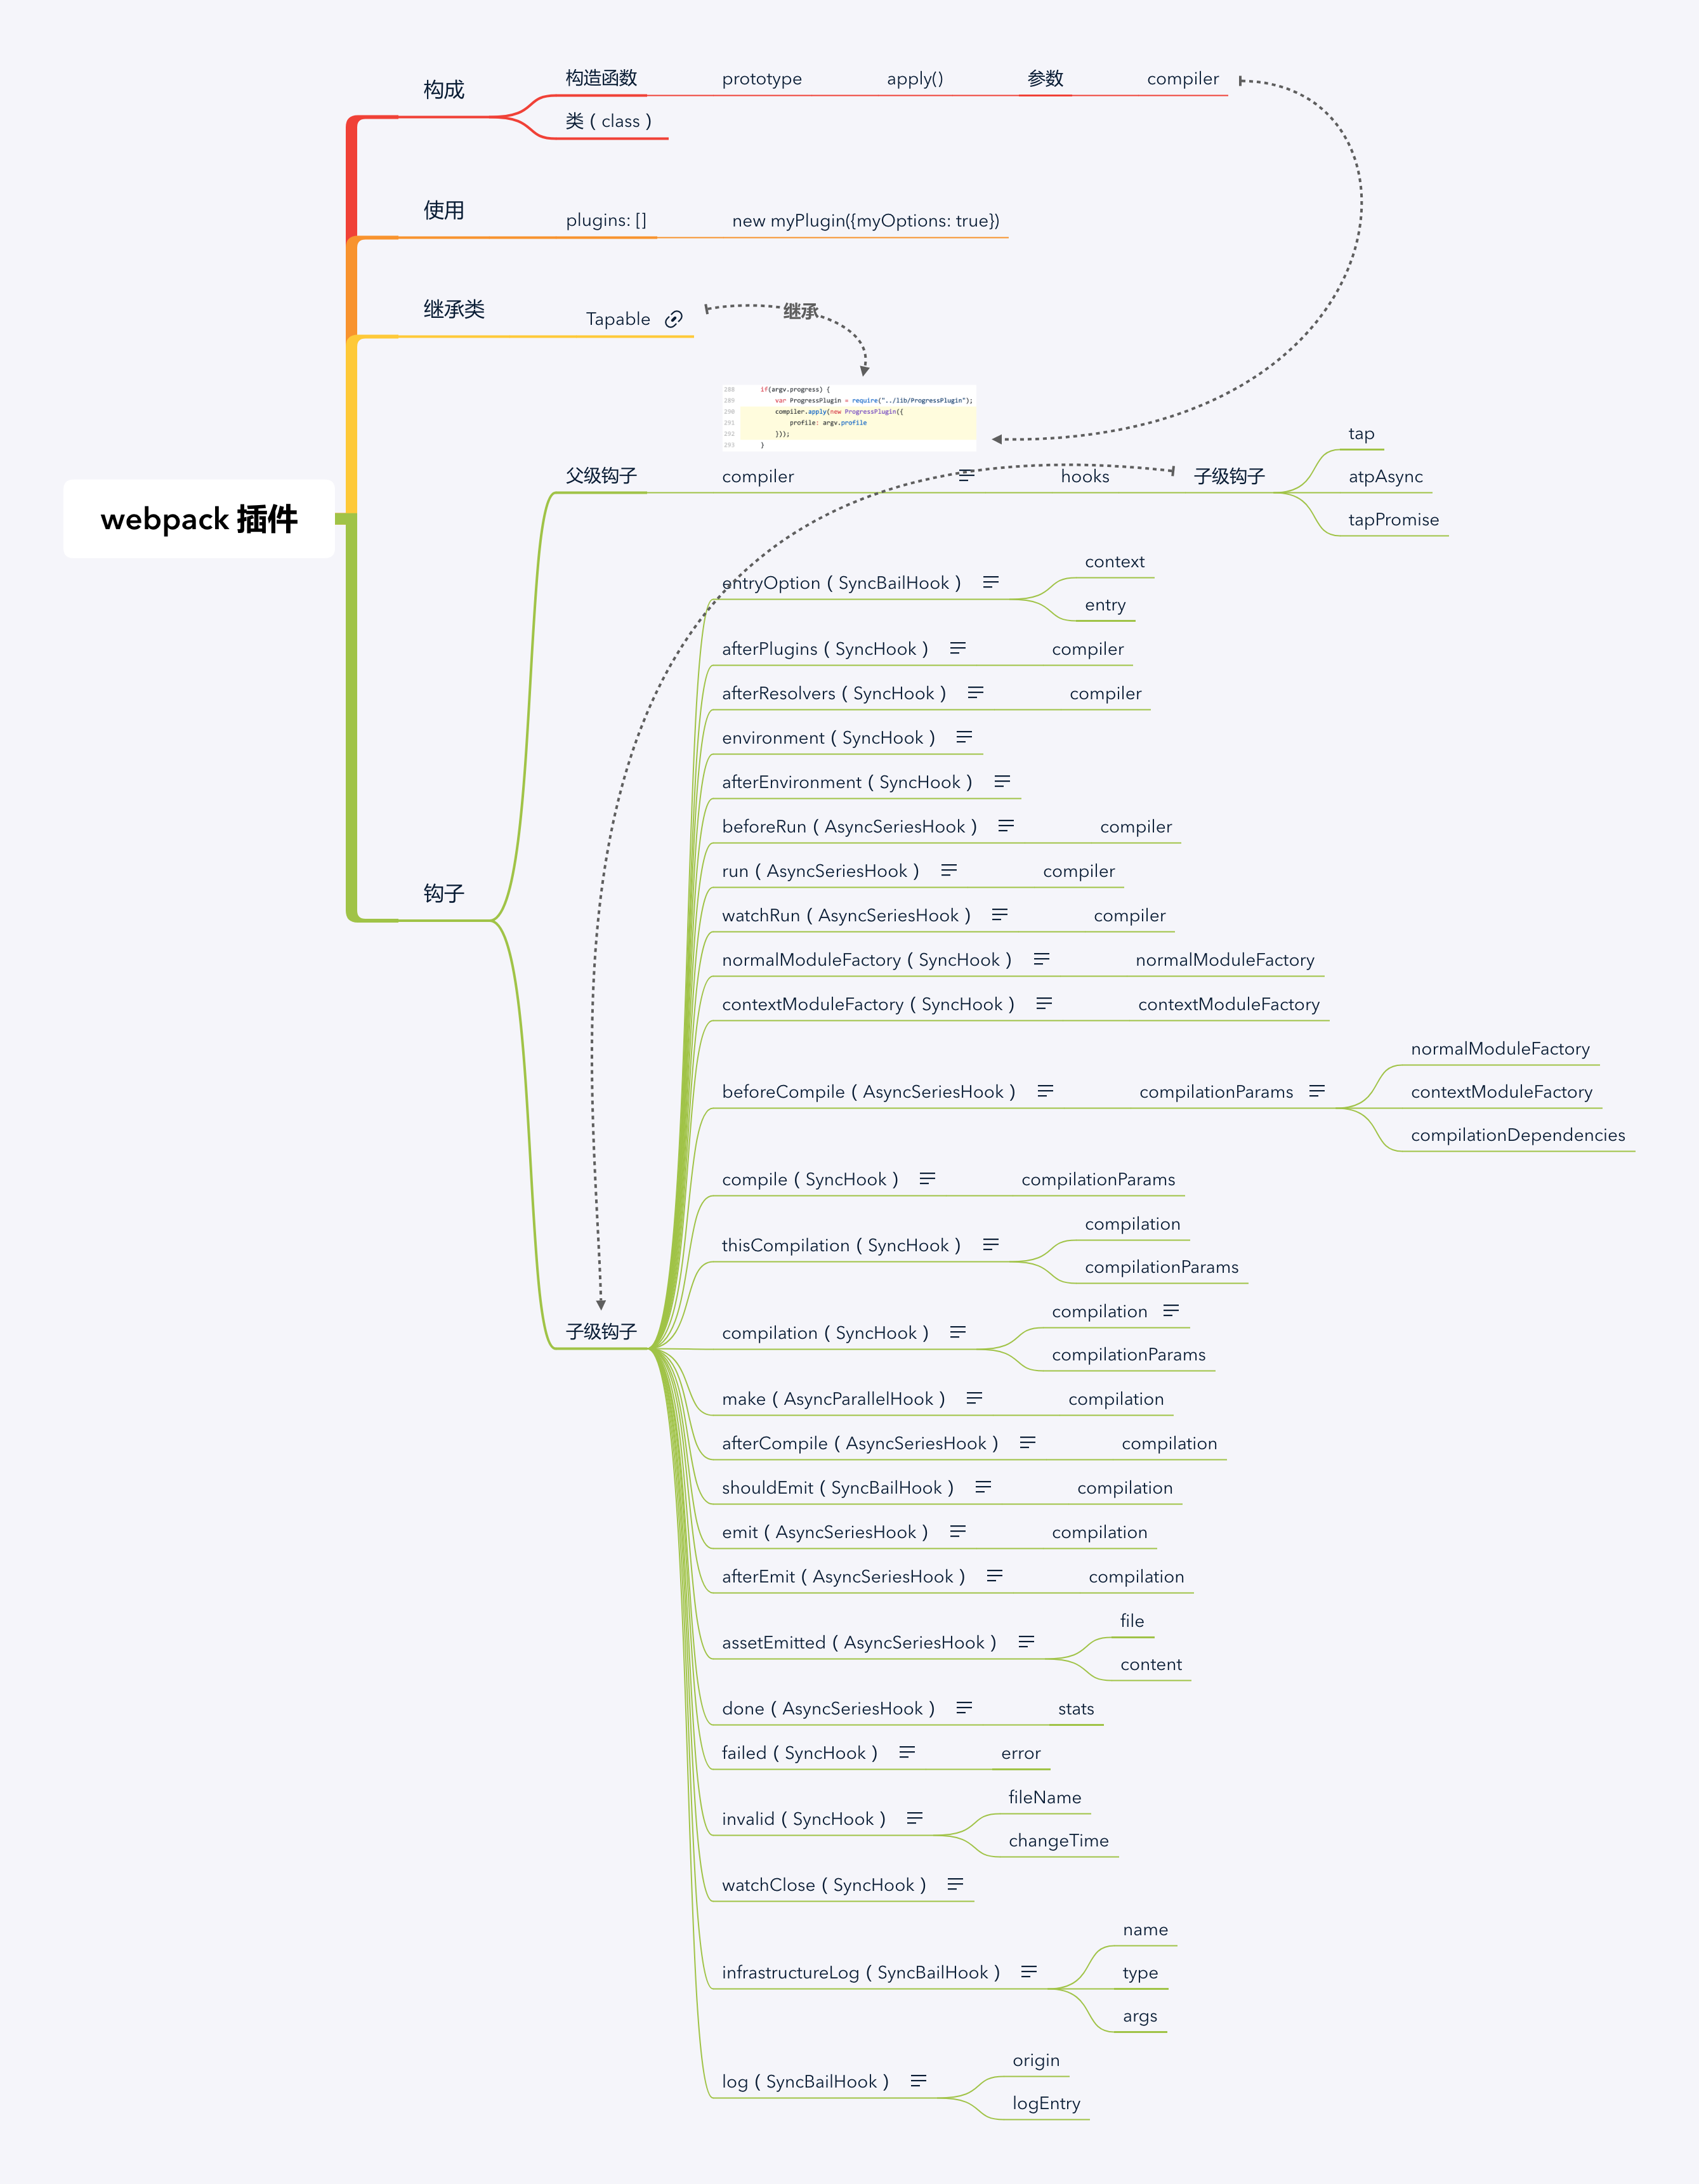 webpack 插件
构成
构造函数 prototype apply() 参数 compiler
类 ( class )
使用 plugins: [] new myPlugin({myOptions: true})
继承类 Tapable
继承
288 if(argv.progress) {
289 var ProgressPlugin = require("../lib/ProgressPlugin");
290 compiler.apply(new ProgressPlugin({
291 profile: argv.profile
292 }));
293 }
钩子
父级钩子 compiler hooks 子级钩子
tap
atpAsync
tapPromise
子级钩子
entryOption ( SyncBailHook )
context
entry
afterPlugins ( SyncHook ) compiler
afterResolvers ( SyncHook ) compiler
environment ( SyncHook )
afterEnvironment ( SyncHook )
beforeRun ( AsyncSeriesHook ) compiler
run ( AsyncSeriesHook ) compiler
watchRun ( AsyncSeriesHook ) compiler
normalModuleFactory ( SyncHook ) normalModuleFactory
contextModuleFactory ( SyncHook ) contextModuleFactory
beforeCompile ( AsyncSeriesHook ) compilationParams
normalModuleFactory
contextModuleFactory
compilationDependencies
compile ( SyncHook ) compilationParams
thisCompilation ( SyncHook )
compilation
compilationParams
compilation ( SyncHook )
compilation
compilationParams
make ( AsyncParallelHook ) compilation
afterCompile ( AsyncSeriesHook ) compilation
shouldEmit ( SyncBailHook ) compilation
emit ( AsyncSeriesHook ) compilation
afterEmit ( AsyncSeriesHook ) compilation
assetEmitted ( AsyncSeriesHook )
file
content
done ( AsyncSeriesHook ) stats
failed ( SyncHook ) error
invalid ( SyncHook )
fileName
changeTime
watchClose ( SyncHook )
infrastructureLog ( SyncBailHook )
name
type
args
log ( SyncBailHook )
origin
logEntry